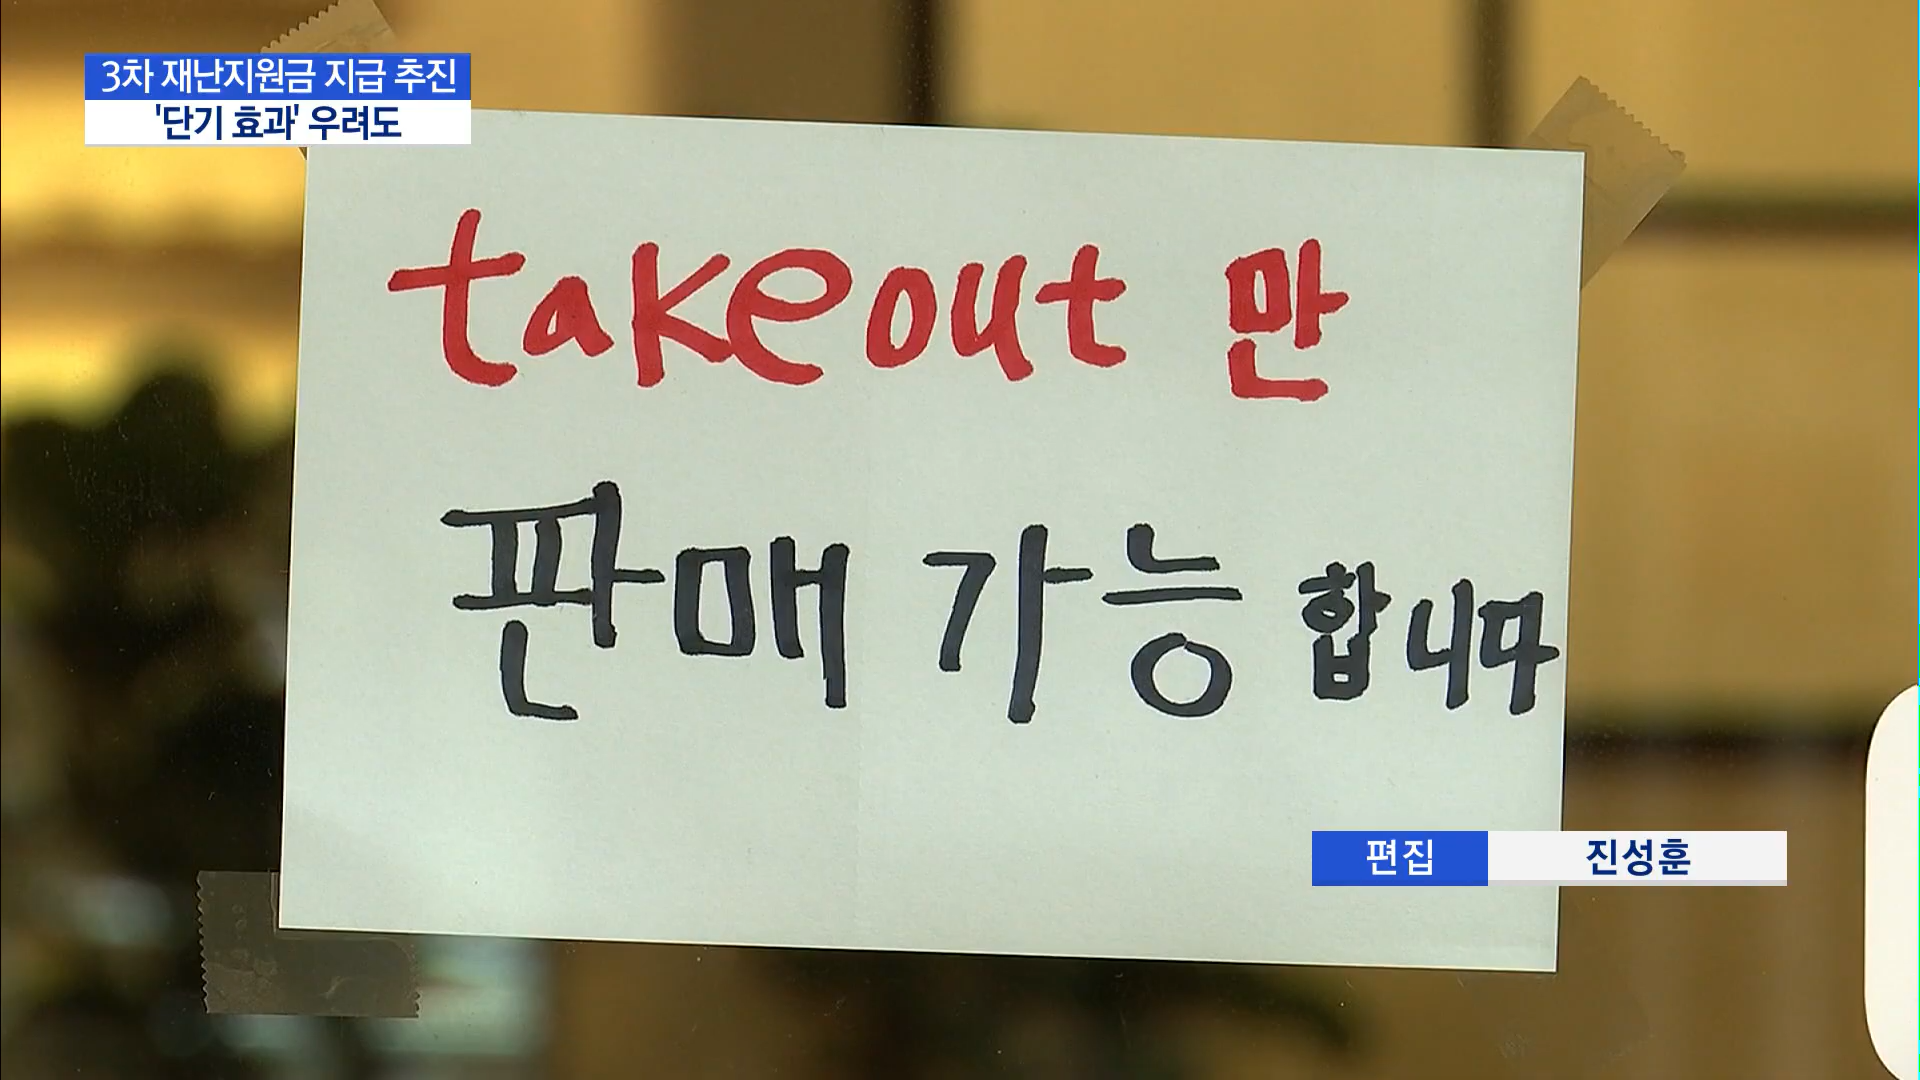 3차 재난지원금 지급 추진
'단기 효과' 우려도
takeout 만
판매 가능 합니다
편집 진성훈